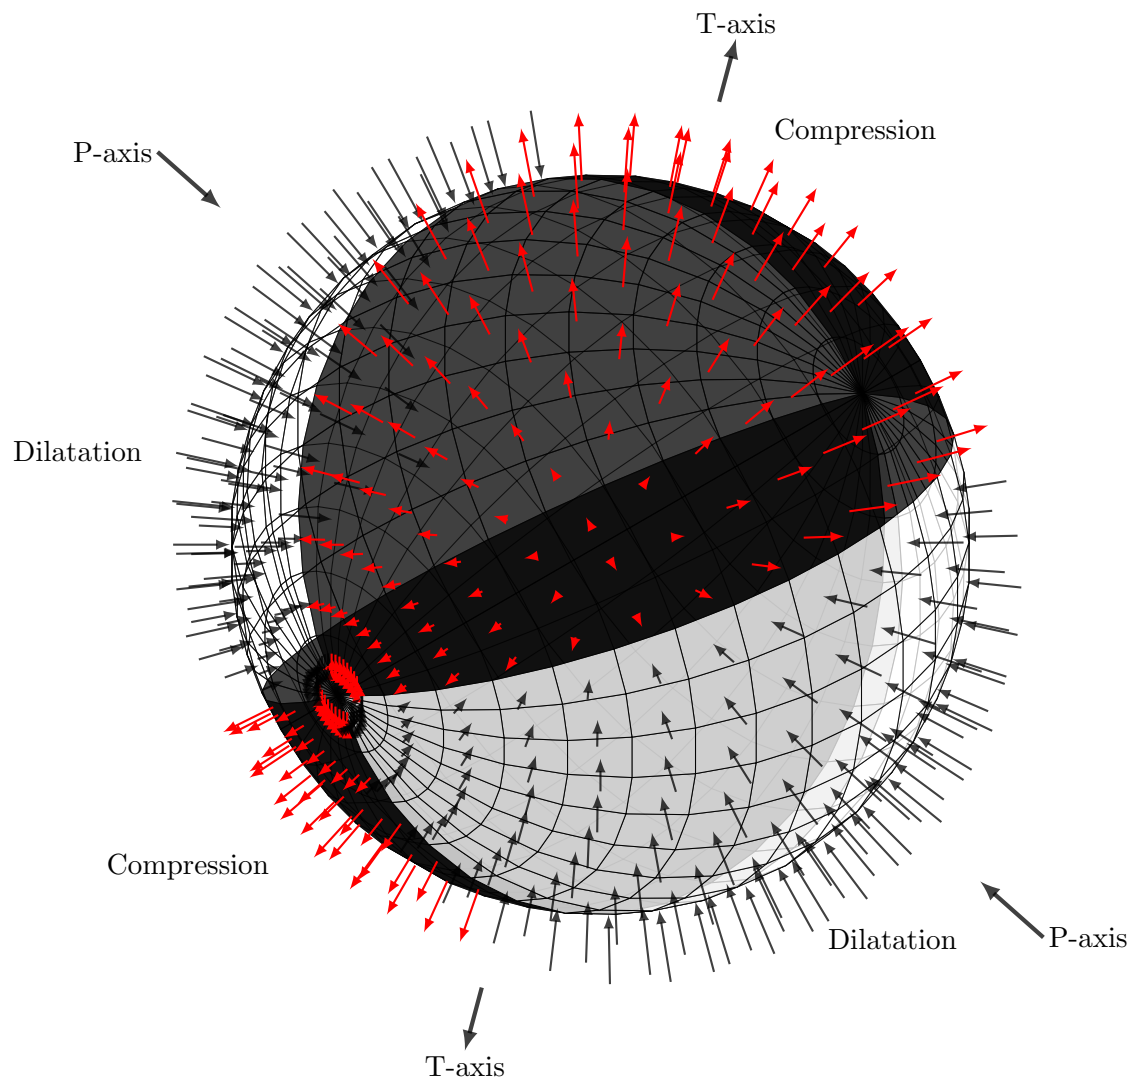 T-axis
Compression
P-axis
Dilatation
Compression
Dilatation
P-axis
T-axis